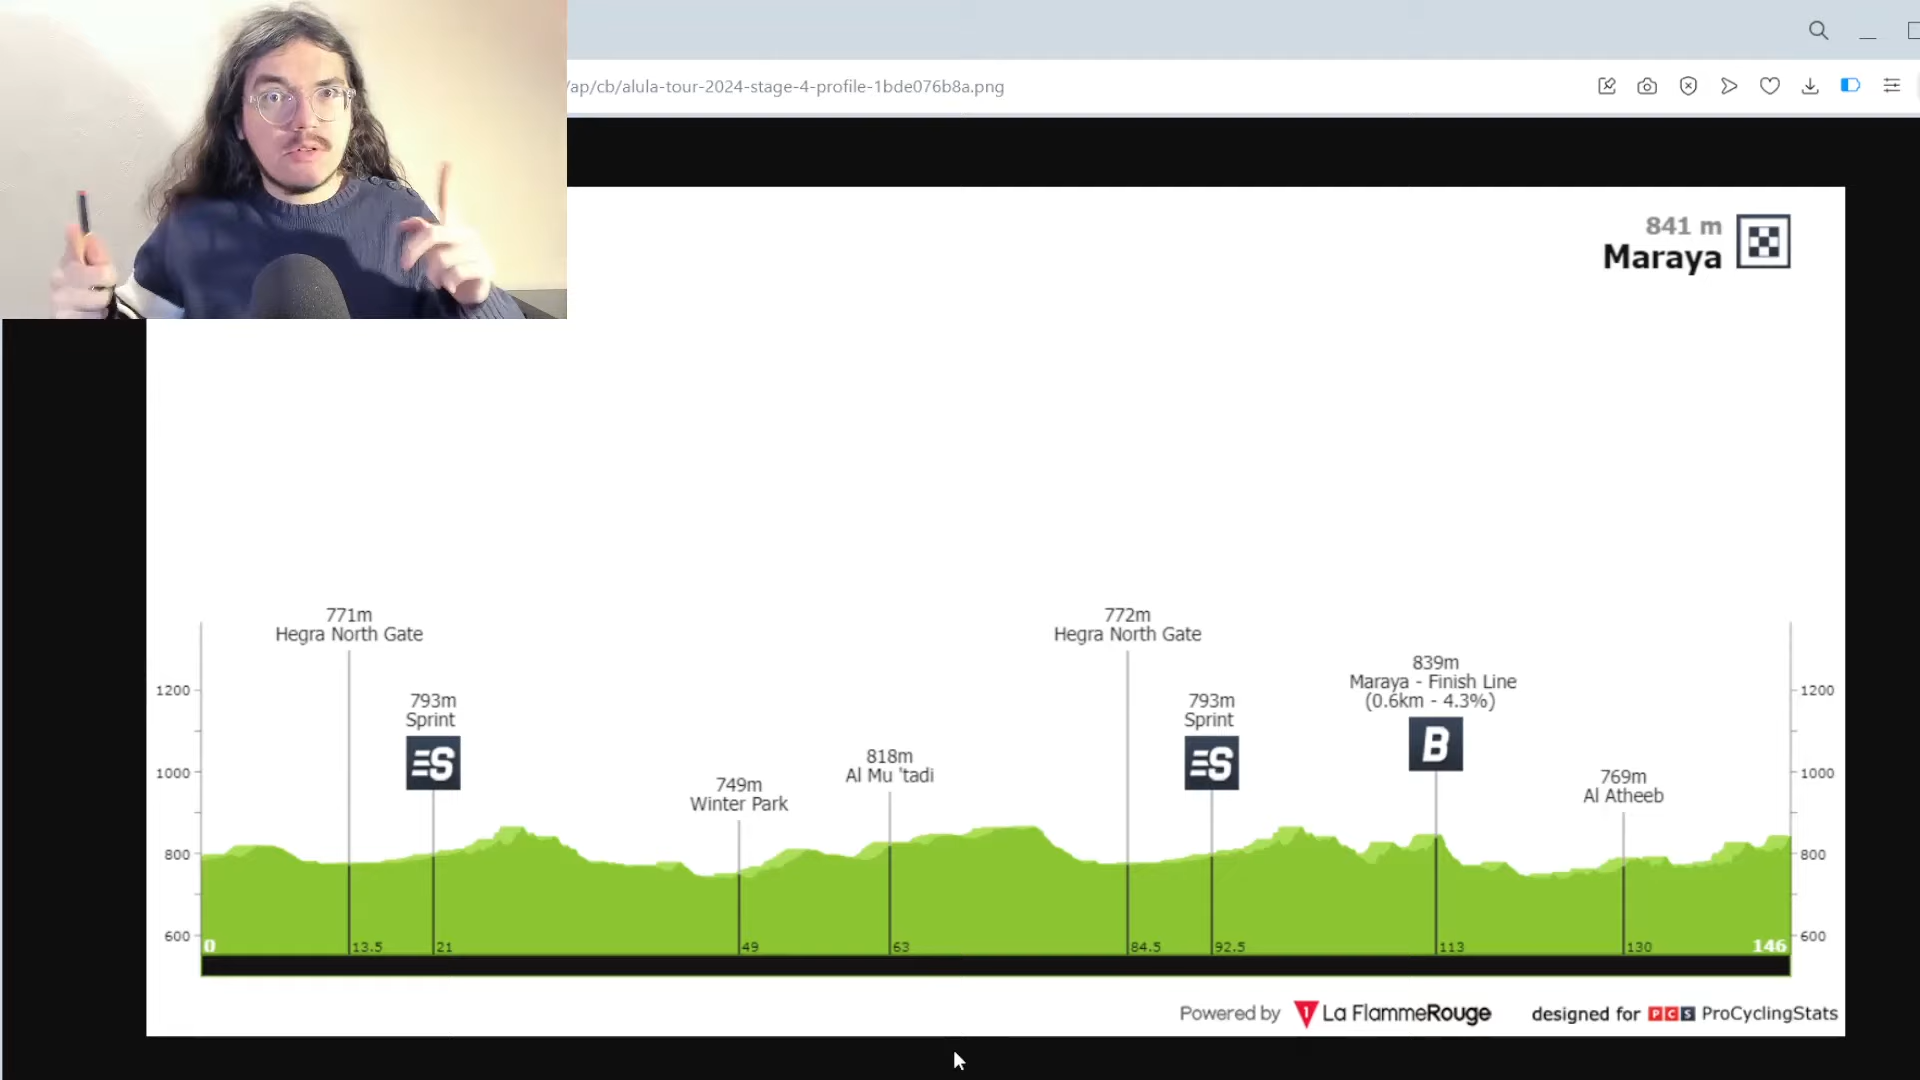 /ap/cb/alula-tour-2024-stage-4-profile-1bde076b8a.png
841 m
Maraya
771m
Hegra North Gate
772m
Hegra North Gate
793m
Sprint
S
793m
Sprint
S
839m
Maraya - Finish Line
(0.6km - 4.3%)
B
749m
Winter Park
818m
Al Mu 'tadi
769m
Al Atheeb
1200
1000
800
600
1200
1000
800
600
0
13.5
21
49
63
84.5
92.5
113
130
146
Powered by 1 La FlammeRouge
designed for PCS ProCyclingStats